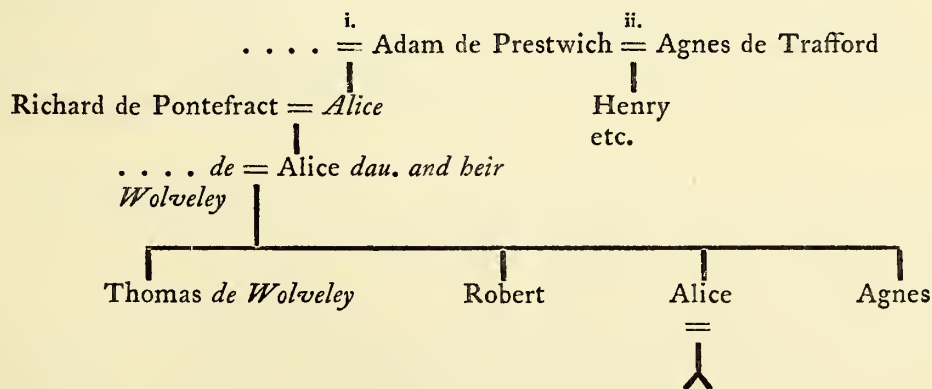 i. ii.
. . . . = Adam de Prestwich = Agnes de Trafford
Richard de Pontefract = Alice Henry
etc.
. . . . de = Alice dau. and heir
Wolveley
Thomas de Wolveley Robert Alice Agnes
=